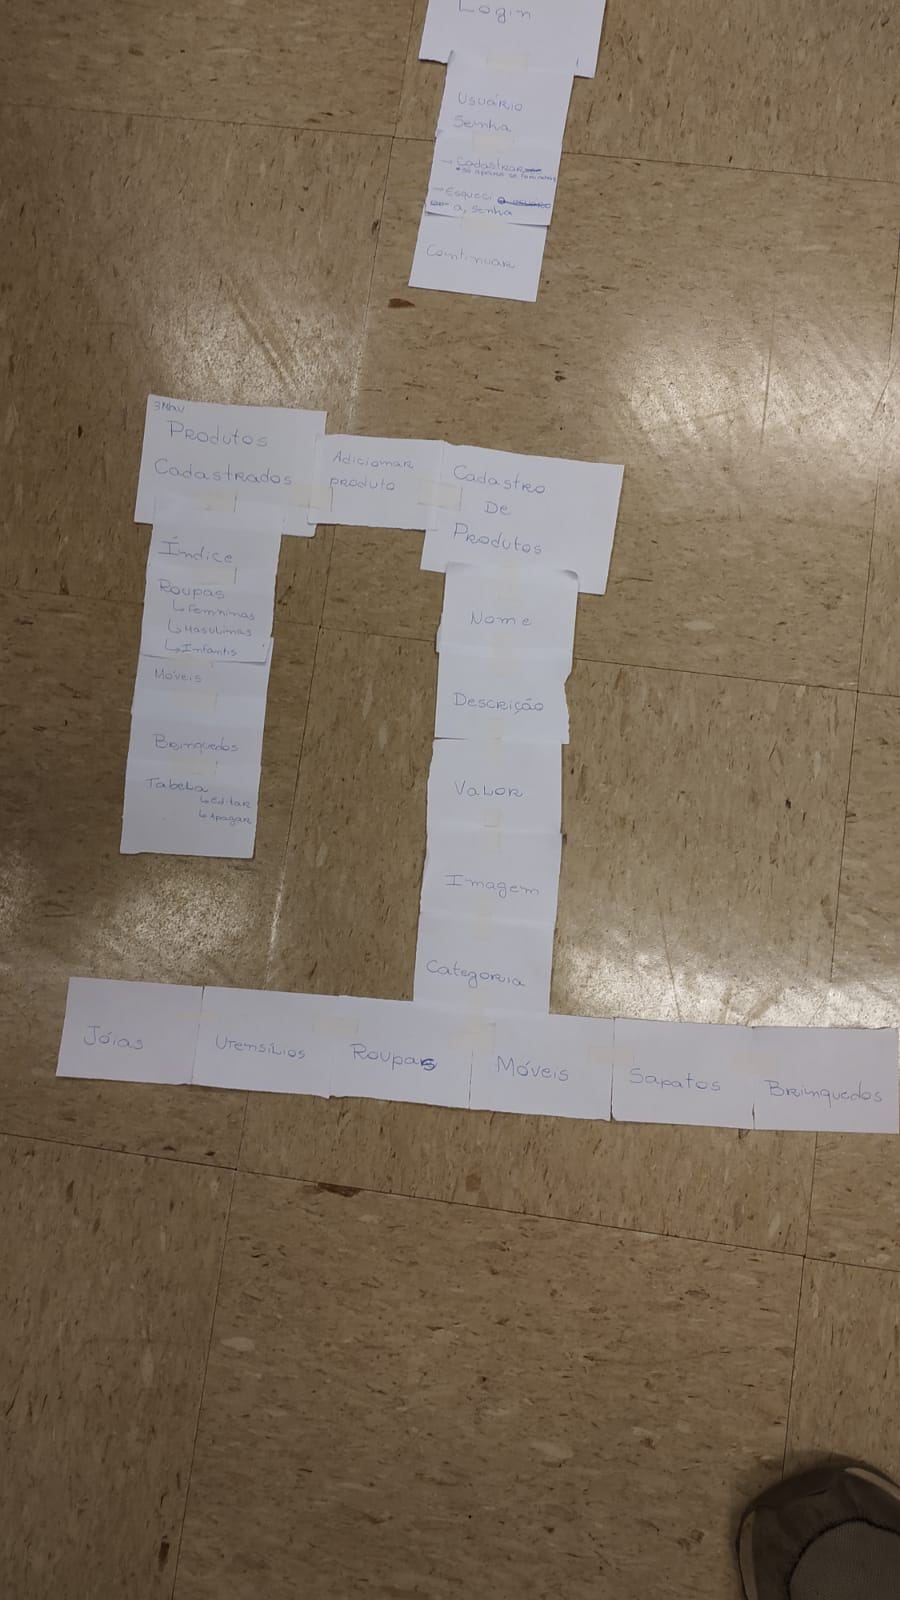 Login
Usuário
Senha
→ Cadastrar
→ Esqueci
a, senha
Continuar
Produtos
Cadastrados
Adicionar
produto
Cadastro
De
Produtos
Índice
Roupas
↳ Femninas
↳ Masculinas
↳ Infantis
Móveis
Brinquedos
Tabela
↳ editar
↳ Apagar
Nome
Descrição
Valor
Imagem
Categoria
Jóias
Utensílios
Roupas
Móveis
Sapatos
Brinquedos